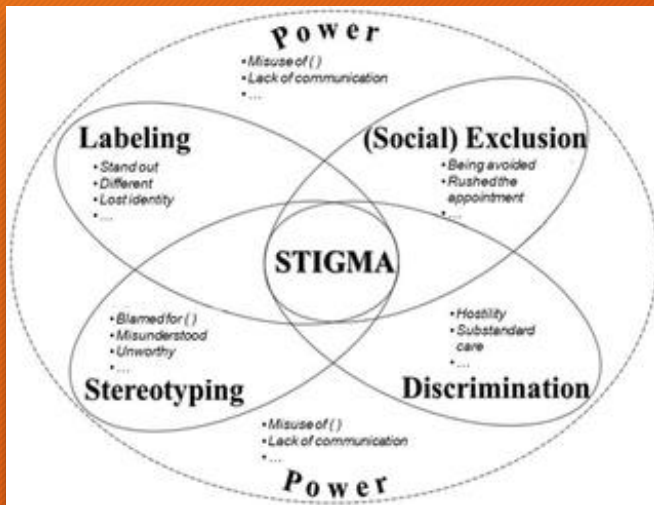 Power
• Misuse of ( )
• Lack of communication
• ...
Labeling
• Stand out
• Different
• Lost identity
• ...
(Social) Exclusion
• Being avoided
• Rushed the
appointment
• ...
STIGMA
• Blamed for ( )
• Misunderstood
• Unworthy
• ...
Stereotyping
• Hostility
• Substandard
care
• ...
Discrimination
• Misuse of ( )
• Lack of communication
• ...
Power